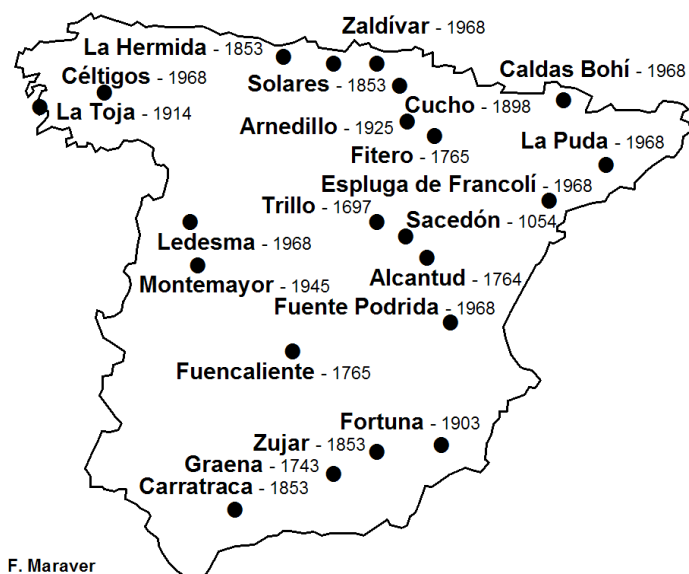 Zaldívar - 1968
La Hermida - 1853
Céltigos - 1968
Solares - 1853
Caldas Bohí - 1968
La Toja - 1914
Cucho - 1898
Arnedillo - 1925
Fitero - 1765
La Puda - 1968
Espluga de Francolí - 1968
Trillo - 1697
Sacedón - 1054
Ledesma - 1968
Montemayor - 1945
Alcantud - 1764
Fuente Podrida - 1968
Fuencaliente - 1765
Fortuna - 1903
Zujar - 1853
Graena - 1743
Carratraca - 1853
F. Maraver